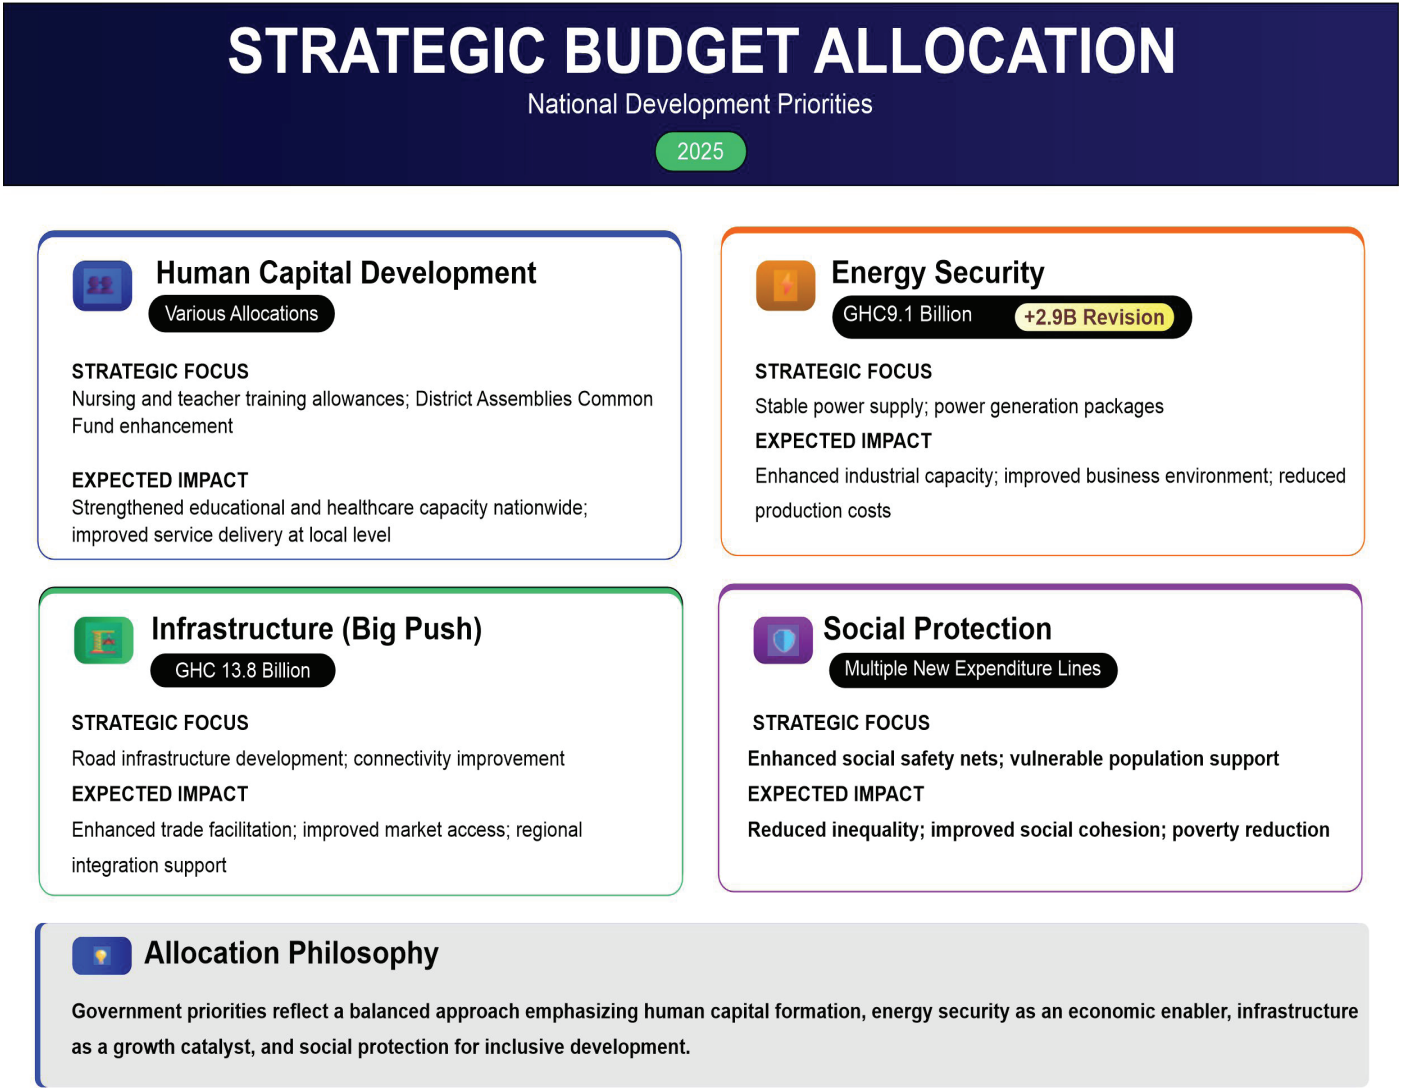 STRATEGIC BUDGET ALLOCATION
National Development Priorities
2025
Human Capital Development
Various Allocations
STRATEGIC FOCUS
Nursing and teacher training allowances; District Assemblies Common
Fund enhancement
EXPECTED IMPACT
Strengthened educational and healthcare capacity nationwide;
improved service delivery at local level
Energy Security
GHC9.1 Billion
+2.9B Revision
STRATEGIC FOCUS
Stable power supply; power generation packages
EXPECTED IMPACT
Enhanced industrial capacity; improved business environment; reduced
production costs
Infrastructure (Big Push)
GHC 13.8 Billion
STRATEGIC FOCUS
Road infrastructure development; connectivity improvement
EXPECTED IMPACT
Enhanced trade facilitation; improved market access; regional
integration support
Social Protection
Multiple New Expenditure Lines
STRATEGIC FOCUS
Enhanced social safety nets; vulnerable population support
EXPECTED IMPACT
Reduced inequality; improved social cohesion; poverty reduction
Allocation Philosophy
Government priorities reflect a balanced approach emphasizing human capital formation, energy security as an economic enabler, infrastructure
as a growth catalyst, and social protection for inclusive development.